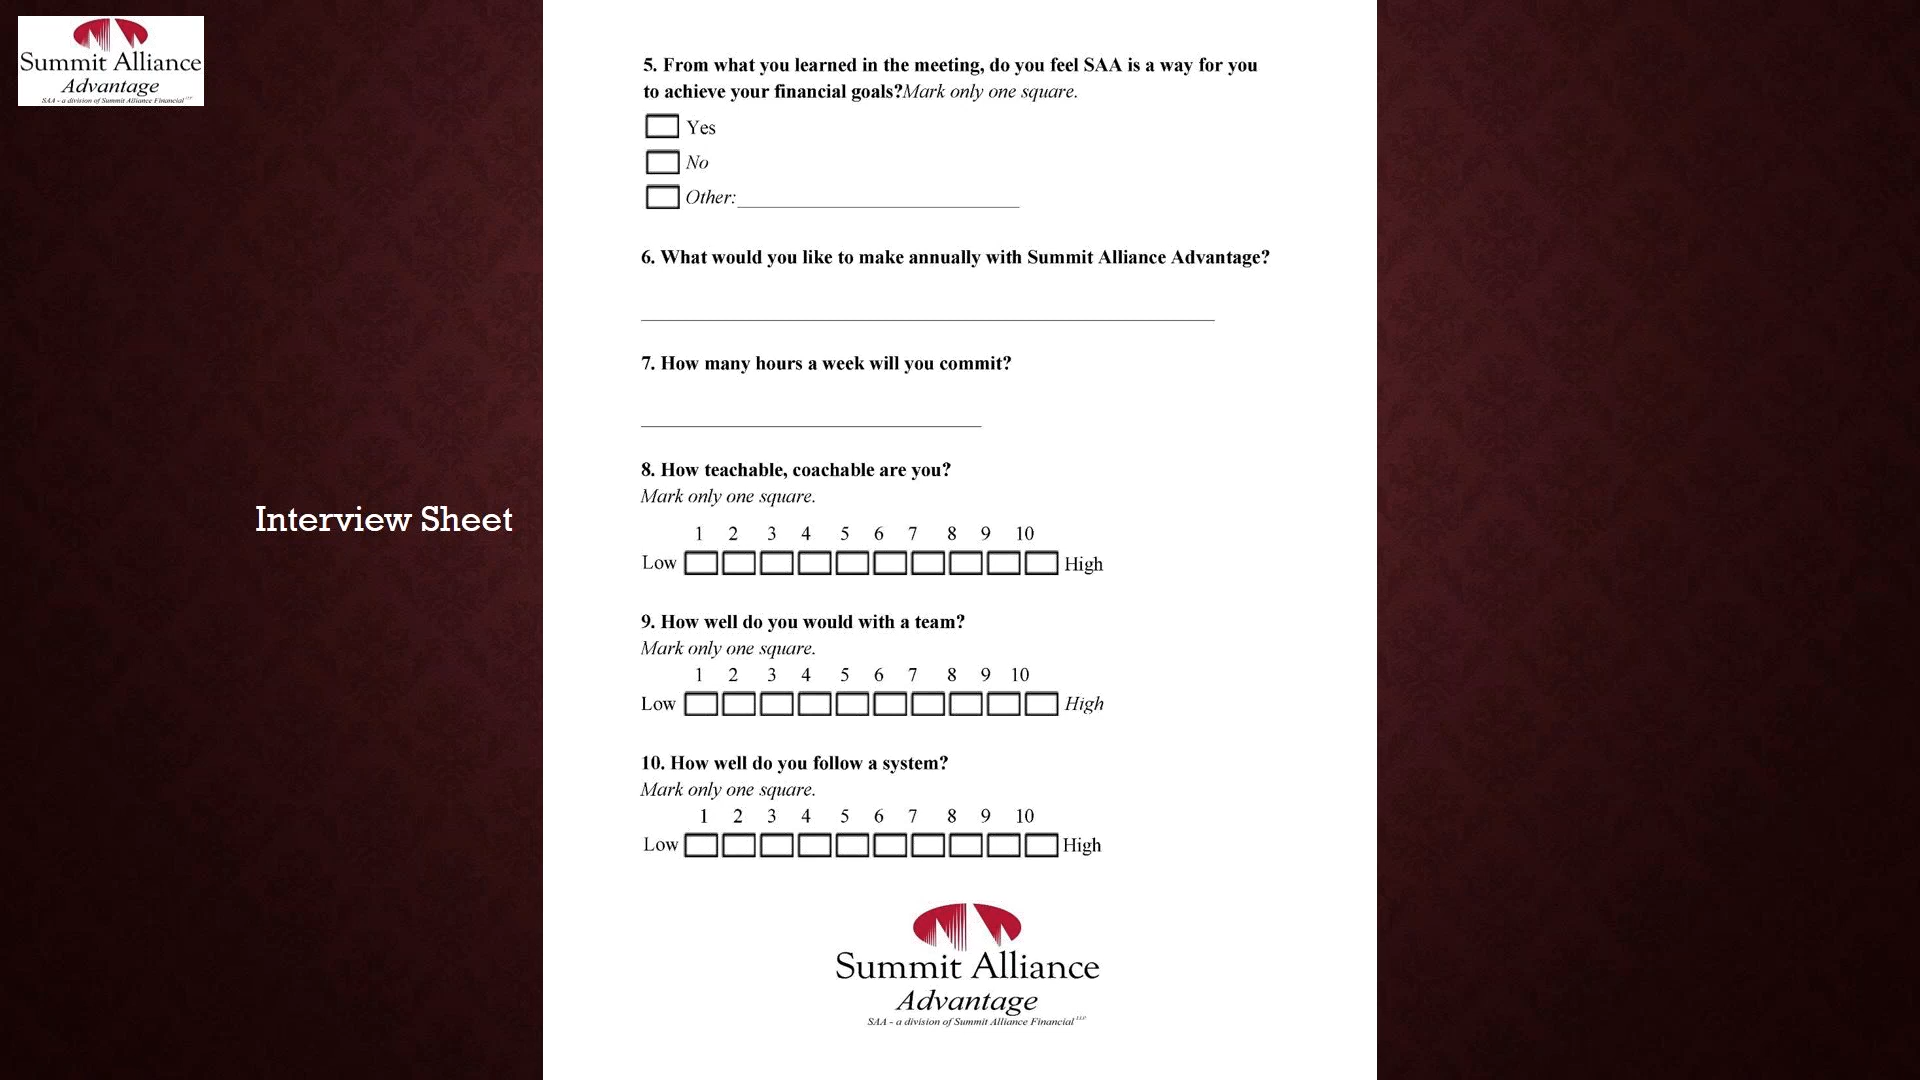 Summit Alliance
Advantage
SAA - a division of Summit Alliance Financial LLP
Interview Sheet
5. From what you learned in the meeting, do you feel SAA is a way for you
to achieve your financial goals?Mark only one square.
Yes
No
Other:
6. What would you like to make annually with Summit Alliance Advantage?
7. How many hours a week will you commit?
8. How teachable, coachable are you?
Mark only one square.
1 2 3 4 5 6 7 8 9 10
Low High
9. How well do you would with a team?
Mark only one square.
1 2 3 4 5 6 7 8 9 10
Low High
10. How well do you follow a system?
Mark only one square.
1 2 3 4 5 6 7 8 9 10
Low High
Summit Alliance
Advantage
SAA - a division of Summit Alliance Financial LLP